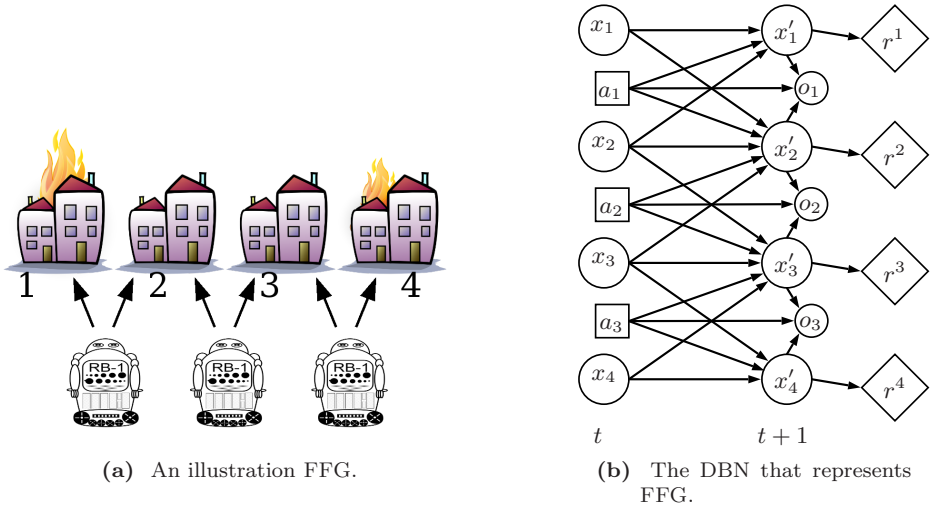 1 2 3 4
RB-1 RB-1 RB-1
(a) An illustration FFG.
x₁ x′₁ r¹
a₁ o₁
x₂ x′₂ r²
a₂ o₂
x₃ x′₃ r³
a₃ o₃
x₄ x′₄ r⁴
t t + 1
(b) The DBN that represents
FFG.